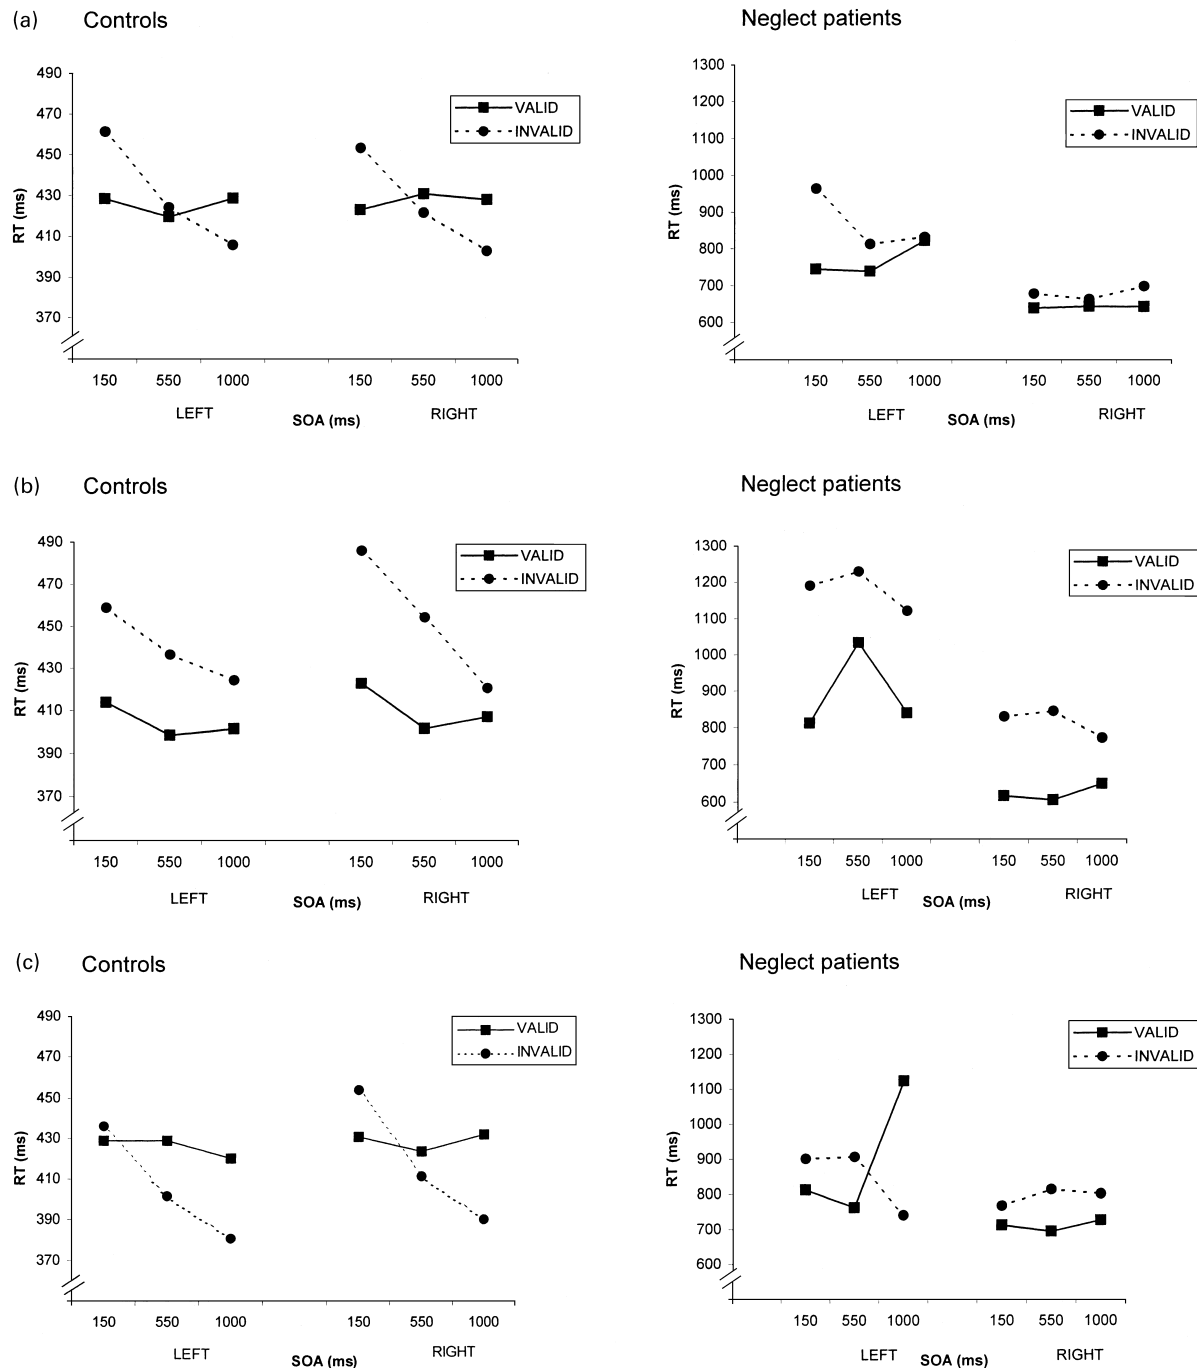 (a) Controls
490
470
450
430
410
390
370
RT (ms)
VALID
INVALID
150 550 1000 150 550 1000
LEFT SOA (ms) RIGHT
Neglect patients
1300
1200
1100
1000
900
800
700
600
RT (ms)
VALID
INVALID
150 550 1000 150 550 1000
LEFT SOA (ms) RIGHT
(b) Controls
490
470
450
430
410
390
370
RT (ms)
VALID
INVALID
150 550 1000 150 550 1000
LEFT SOA (ms) RIGHT
Neglect patients
1300
1200
1100
1000
900
800
700
600
RT (ms)
VALID
INVALID
150 550 1000 150 550 1000
LEFT SOA (ms) RIGHT
(c) Controls
490
470
450
430
410
390
370
RT (ms)
VALID
INVALID
150 550 1000 150 550 1000
LEFT SOA (ms) RIGHT
Neglect patients
1300
1200
1100
1000
900
800
700
600
RT (ms)
VALID
INVALID
150 550 1000 150 550 1000
LEFT SOA (ms) RIGHT